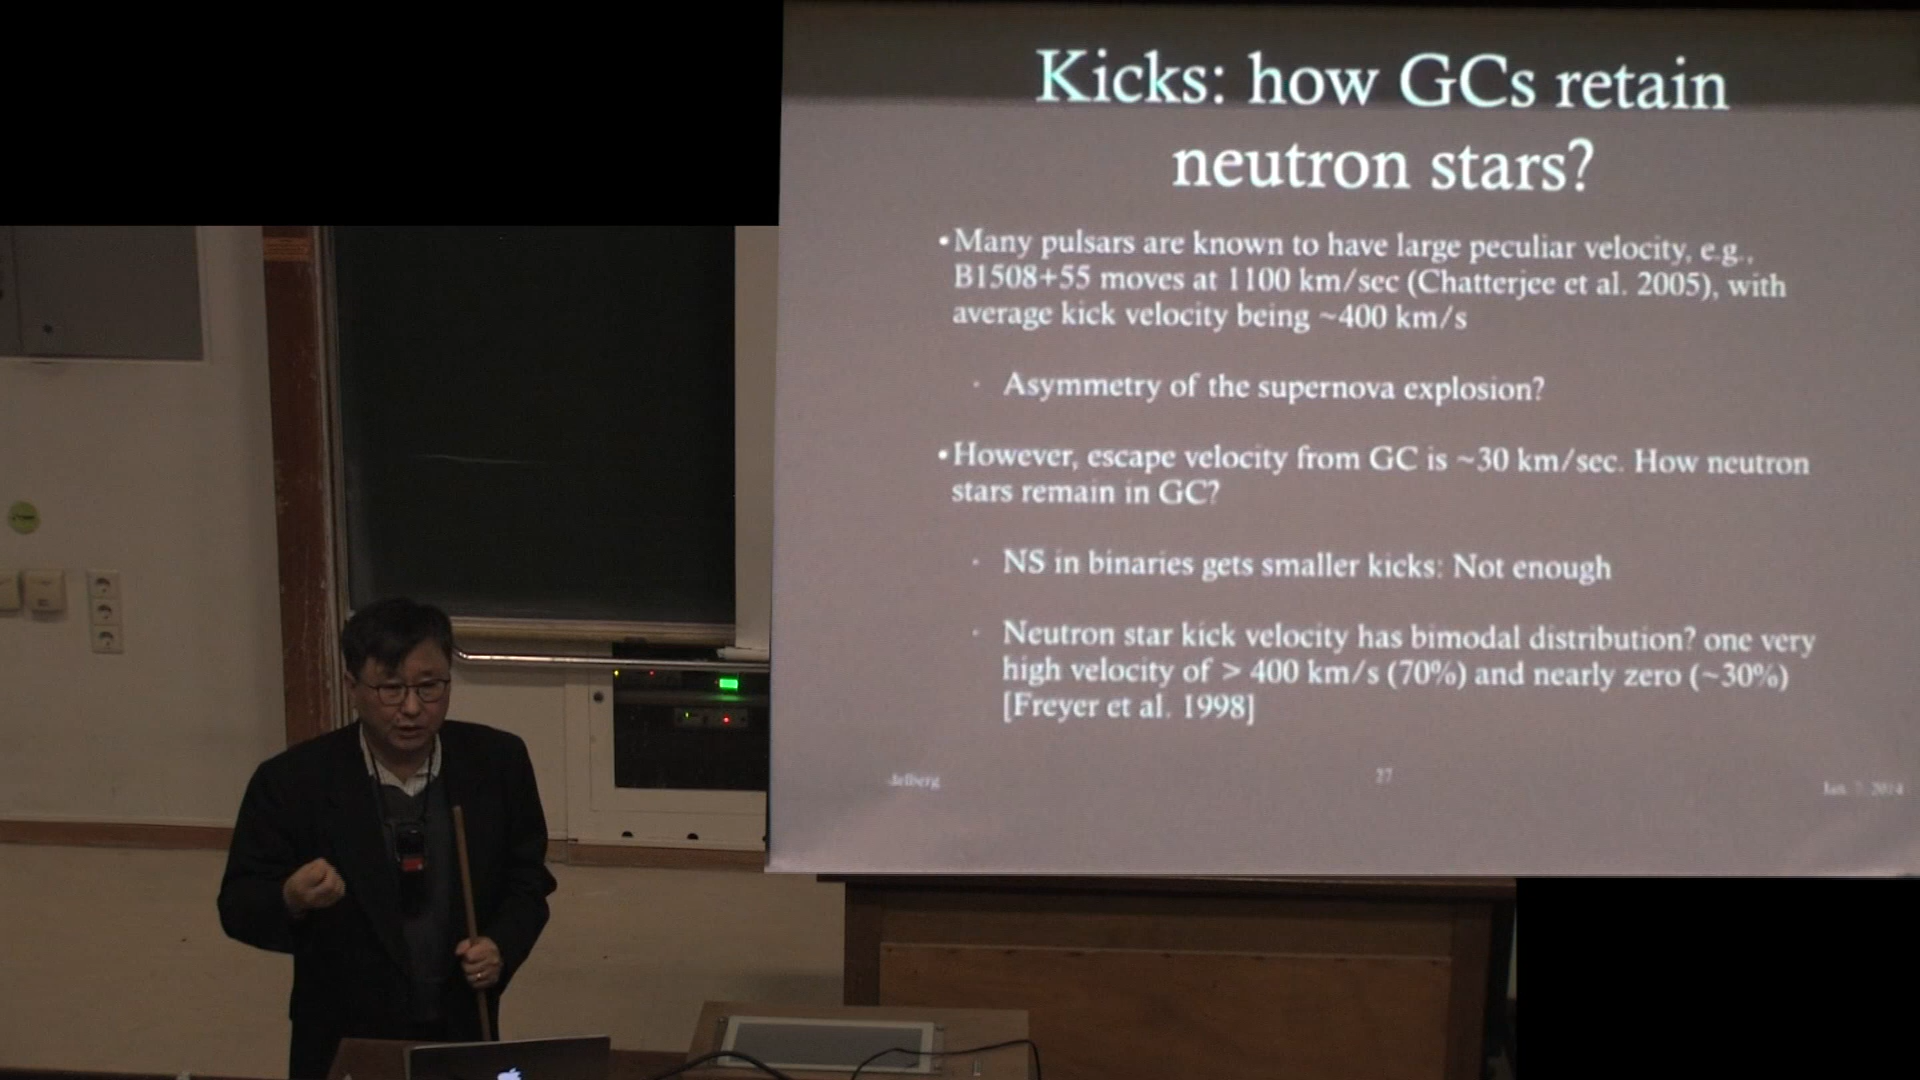 Kicks: how GCs retain
neutron stars?
•Many pulsars are known to have large peculiar velocity, e.g.,
B1508+55 moves at 1100 km/sec (Chatterjee et al. 2005), with
average kick velocity being ~400 km/s
· Asymmetry of the supernova explosion?
•However, escape velocity from GC is ~30 km/sec. How neutron
stars remain in GC?
· NS in binaries gets smaller kicks: Not enough
· Neutron star kick velocity has bimodal distribution? one very
high velocity of > 400 km/s (70%) and nearly zero (~30%)
[Freyer et al. 1998]
27
Jan. 7 2014